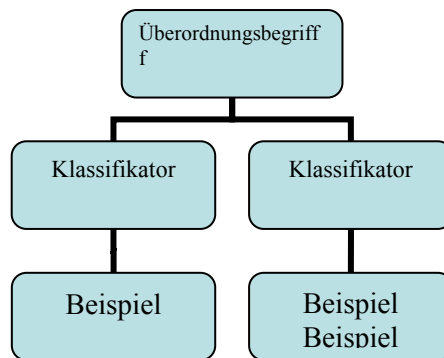 Überordnungsbegriff
f
Klassifikator
Klassifikator
Beispiel
Beispiel
Beispiel